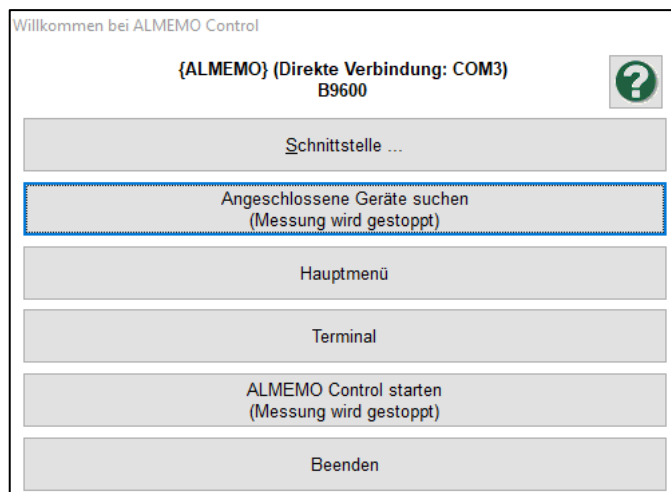 Willkommen bei ALMEMO Control
{ALMEMO} (Direkte Verbindung: COM3)
B9600
?
Schnittstelle ...
Angeschlossene Geräte suchen
(Messung wird gestoppt)
Hauptmenü
Terminal
ALMEMO Control starten
(Messung wird gestoppt)
Beenden